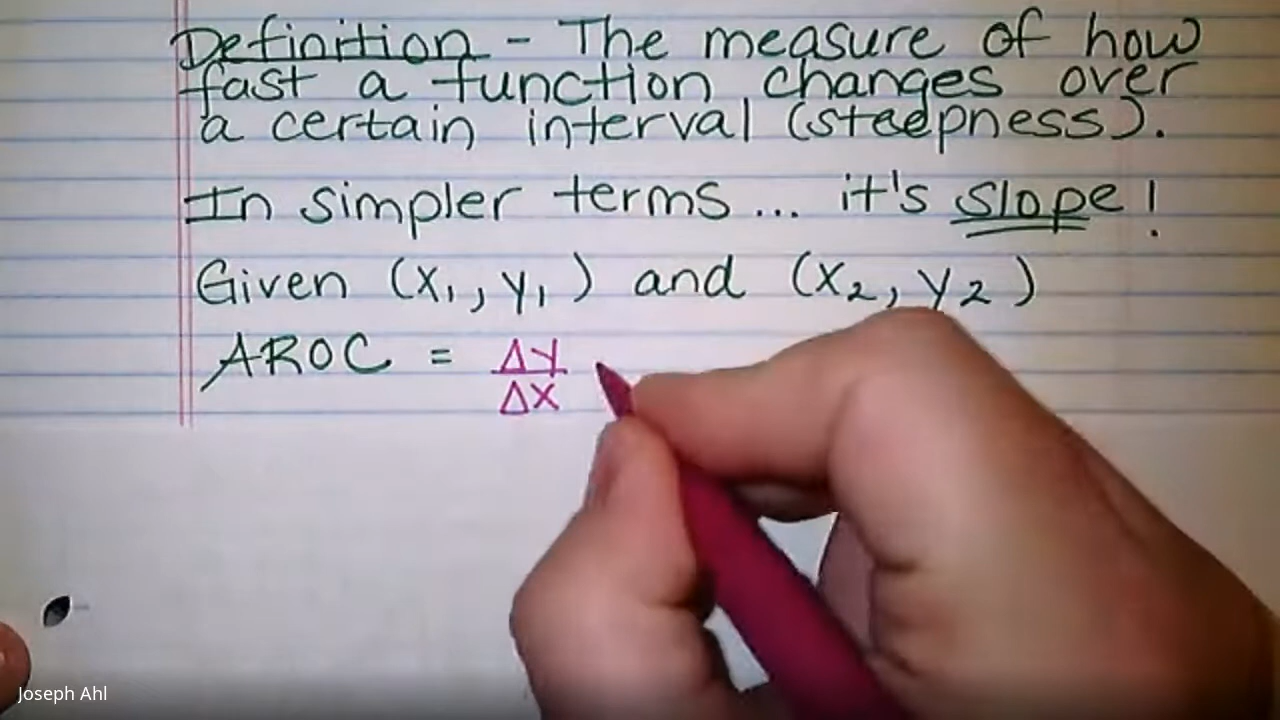 Definition - The measure of how
fast a function changes over
a certain interval (steepness).
In simpler terms... it's slope!
Given (x₁, y₁) and (x₂, y₂)
AROC = Δy/Δx
Joseph Ahl